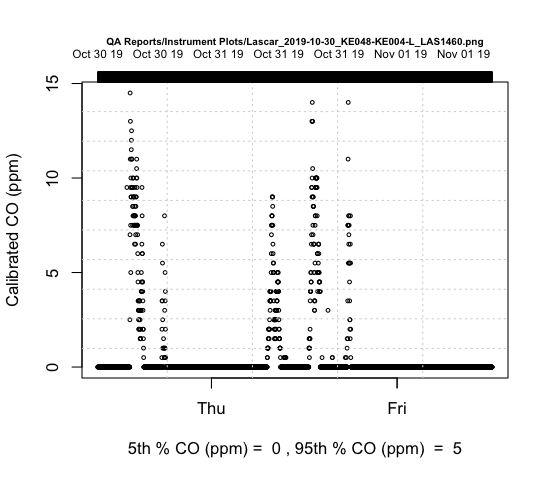 QA Reports/Instrument Plots/Lascar_2019-10-30_KE048-KE004-L_LAS1460.png
Oct 30 19 Oct 30 19 Oct 31 19 Oct 31 19 Oct 31 19 Nov 01 19 Nov 01 19
15
10
5
0
Calibrated CO (ppm)
Thu Fri
5th % CO (ppm) = 0 , 95th % CO (ppm) = 5